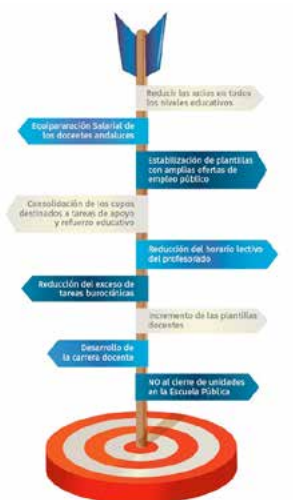 Reducir las ratios en todos
los niveles educativos
Equiparación Salarial de
los docentes andaluces
Estabilización de plantillas
con amplias ofertas de
empleo público
Consolidación de los cupos
destinados a tareas de apoyo
y refuerzo educativo
Reducción del horario lectivo
del profesorado
Reducción del exceso de
tareas burocráticas
Incremento de las plantillas
docentes
Desarrollo de
la carrera docente
NO al cierre de unidades
en la Escuela Pública